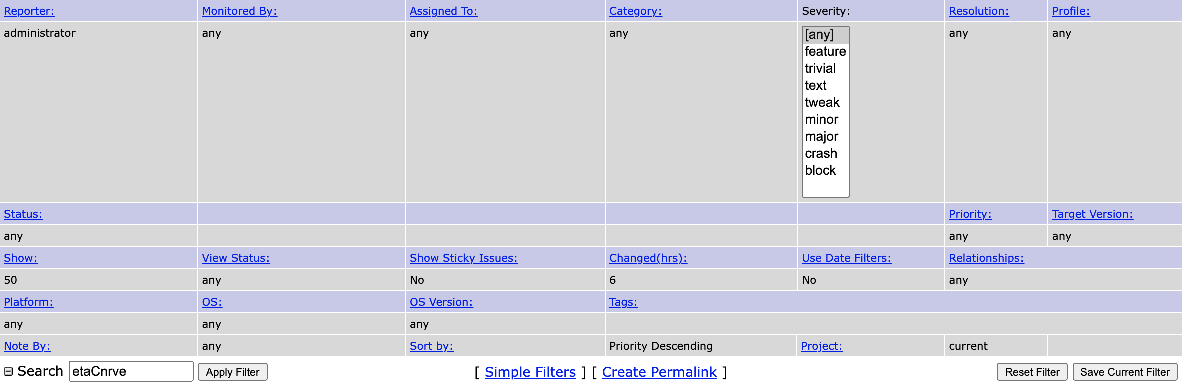 Reporter: Monitored By: Assigned To: Category: Severity: Resolution: Profile:
administrator any any any [any] any any
feature
trivial
text
tweak
minor
major
crash
block
Status: Priority: Target Version:
any any any
Show: View Status: Show Sticky Issues: Changed(hrs): Use Date Filters: Relationships:
50 any No 6 No any
Platform: OS: OS Version: Tags:
any any any
Note By: any Sort by: Priority Descending Project: current
Search etaCnrve Apply Filter [ Simple Filters ] [ Create Permalink ] Reset Filter Save Current Filter